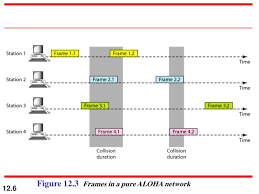 Station 1
Frame 1.1
Frame 1.2
Time
Station 2
Frame 2.1
Frame 2.2
Time
Station 3
Frame 3.1
Frame 3.2
Time
Station 4
Frame 4.1
Frame 4.2
Time
Collision
duration
Collision
duration
Figure 12.3 Frames in a pure ALOHA network
12.6